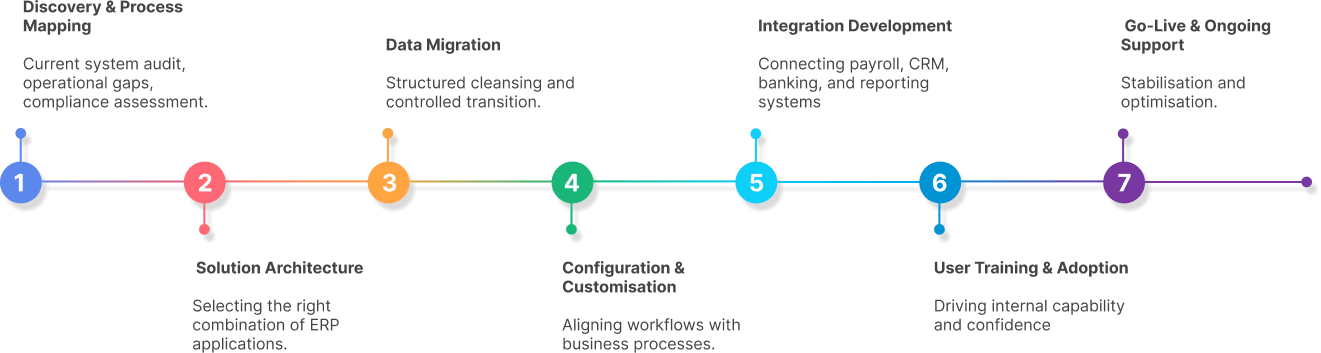 Discovery & Process
Mapping
Current system audit,
operational gaps,
compliance assessment.
Data Migration
Structured cleansing and
controlled transition.
Integration Development
Connecting payroll, CRM,
banking, and reporting
systems
Go-Live & Ongoing
Support
Stabilisation and
optimisation.
1
2
3
4
5
6
7
Solution Architecture
Selecting the right
combination of ERP
applications.
Configuration &
Customisation
Aligning workflows with
business processes.
User Training & Adoption
Driving internal capability
and confidence